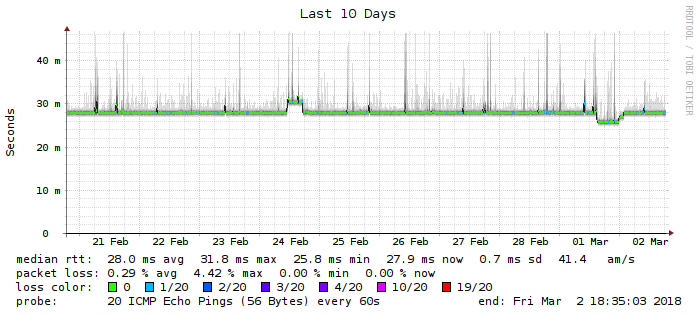 Last 10 Days
RRDTOOL / TOBI OETIKER
Seconds
40 m
30 m
20 m
10 m
0
21 Feb 22 Feb 23 Feb 24 Feb 25 Feb 26 Feb 27 Feb 28 Feb 01 Mar 02 Mar
median rtt: 28.0 ms avg 31.8 ms max 25.8 ms min 27.9 ms now 0.7 ms sd 41.4 am/s
packet loss: 0.29 % avg 4.42 % max 0.00 % min 0.00 % now
loss color: 0 1/20 2/20 3/20 4/20 10/20 19/20
probe: 20 ICMP Echo Pings (56 Bytes) every 60s end: Fri Mar 2 18:35:03 2018